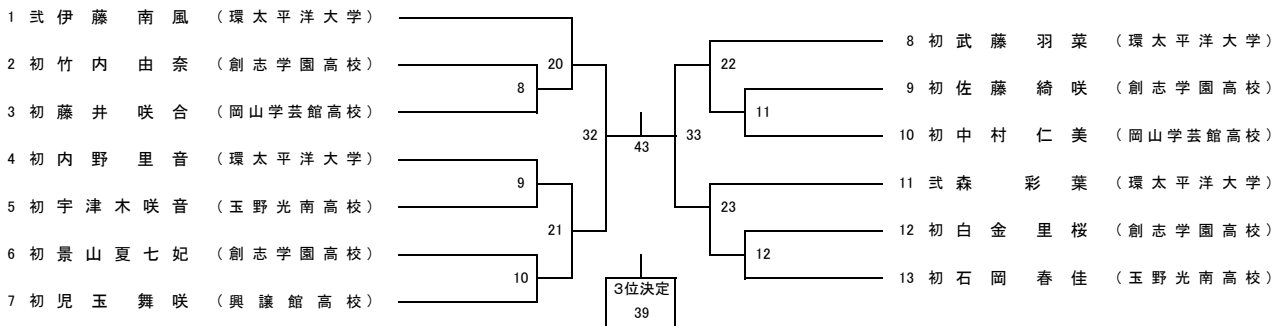 1 弐 伊藤 南風 (環太平洋大学)
2 初 竹内 由奈 (創志学園高校)
3 初 藤井 咲合 (岡山学芸館高校)
4 初 内野 里音 (環太平洋大学)
5 初 宇津木咲音 (玉野光南高校)
6 初 景山夏七妃 (創志学園高校)
7 初 児玉 舞咲 (興譲館高校)
20
8
32
9
21
10
43
3位決定
39
33
22
11
23
12
8 初 武藤 羽菜 (環太平洋大学)
9 初 佐藤 綺咲 (創志学園高校)
10 初 中村 仁美 (岡山学芸館高校)
11 弐 森 彩葉 (環太平洋大学)
12 初 白金 里桜 (創志学園高校)
13 初 石岡 春佳 (玉野光南高校)